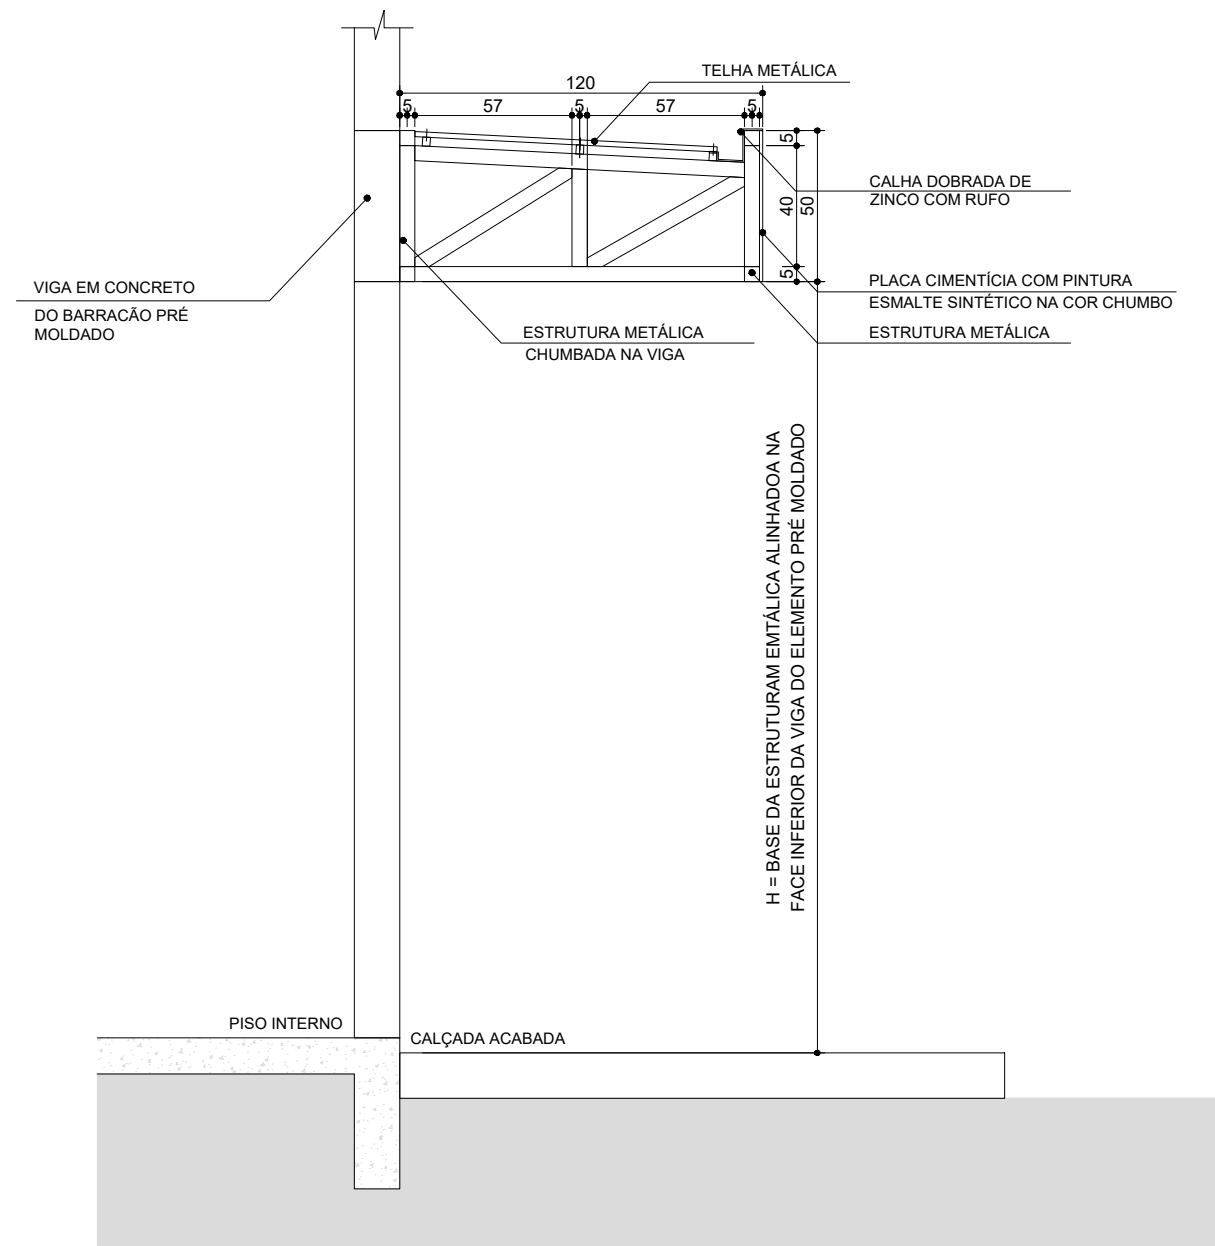 TELHA METÁLICA
120
5
57
5
57
5
5
CALHA DOBRADA DE
ZINCO COM RUFO
40
50
5
VIGA EM CONCRETO
DO BARRACÃO PRÉ
MOLDADO
PLACA CIMENTÍCIA COM PINTURA
ESMALTE SINTÉTICO NA COR CHUMBO
ESTRUTURA METÁLICA
CHUMBADA NA VIGA
ESTRUTURA METÁLICA
H = BASE DA ESTRUTURAM EMTÁLICA ALINHADOA NA
FACE INFERIOR DA VIGA DO ELEMENTO PRÉ MOLDADO
PISO INTERNO
CALÇADA ACABADA